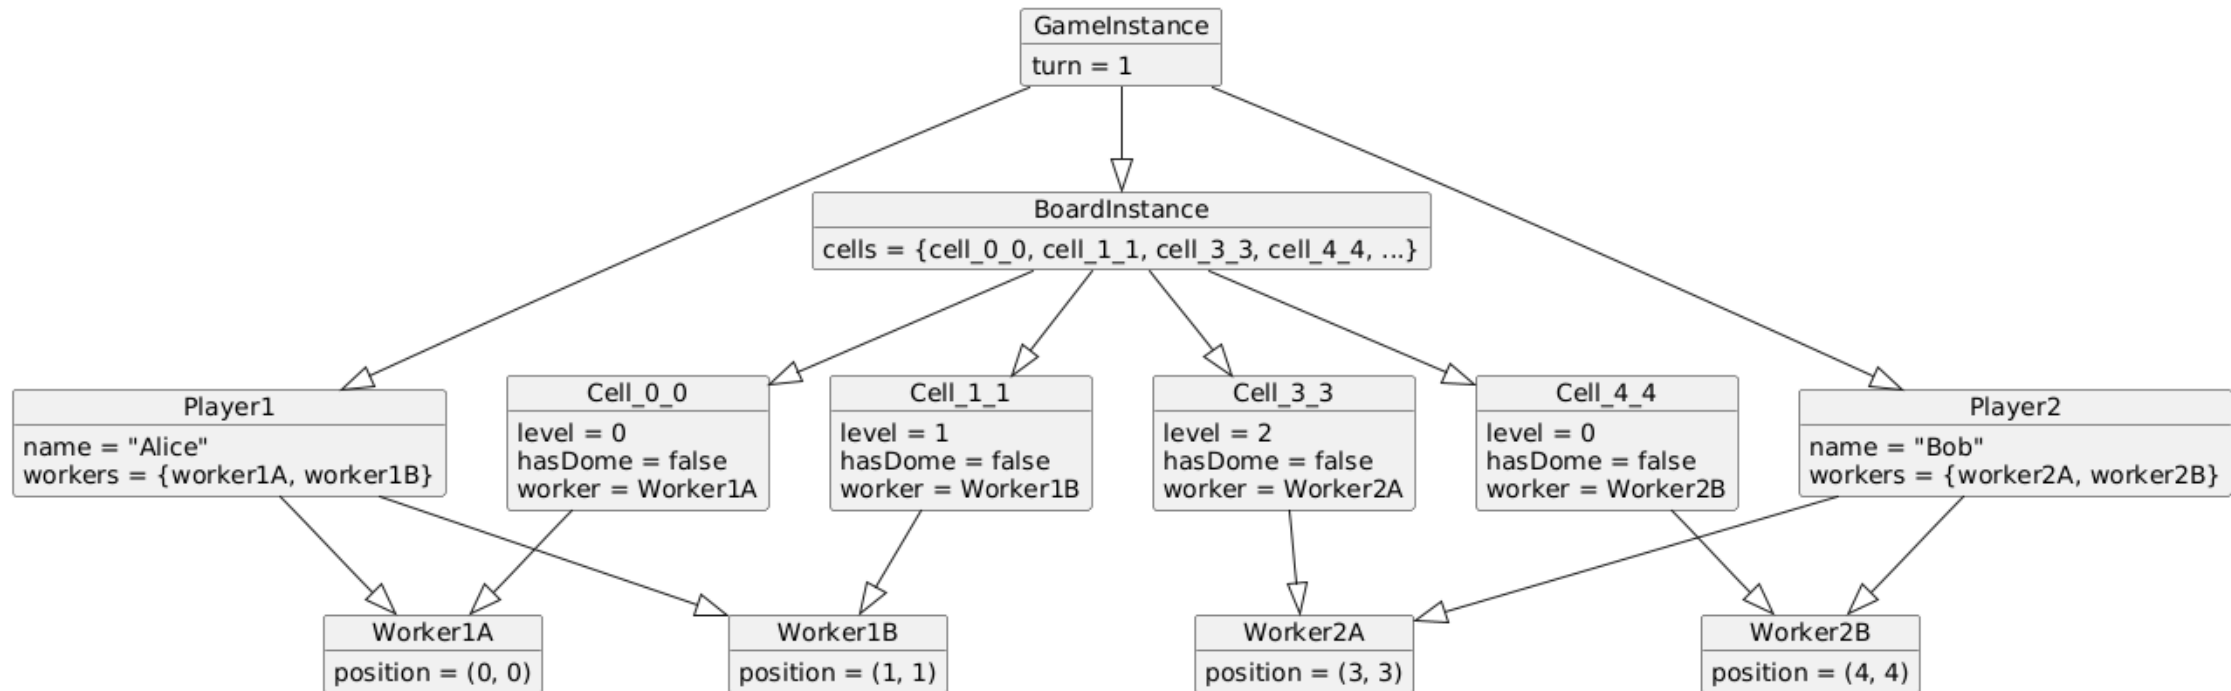 GameInstance
turn = 1
BoardInstance
cells = {cell_0_0, cell_1_1, cell_3_3, cell_4_4, ...}
Player1
name = "Alice"
workers = {worker1A, worker1B}
Cell_0_0
level = 0
hasDome = false
worker = Worker1A
Cell_1_1
level = 1
hasDome = false
worker = Worker1B
Cell_3_3
level = 2
hasDome = false
worker = Worker2A
Cell_4_4
level = 0
hasDome = false
worker = Worker2B
Player2
name = "Bob"
workers = {worker2A, worker2B}
Worker1A
position = (0, 0)
Worker1B
position = (1, 1)
Worker2A
position = (3, 3)
Worker2B
position = (4, 4)